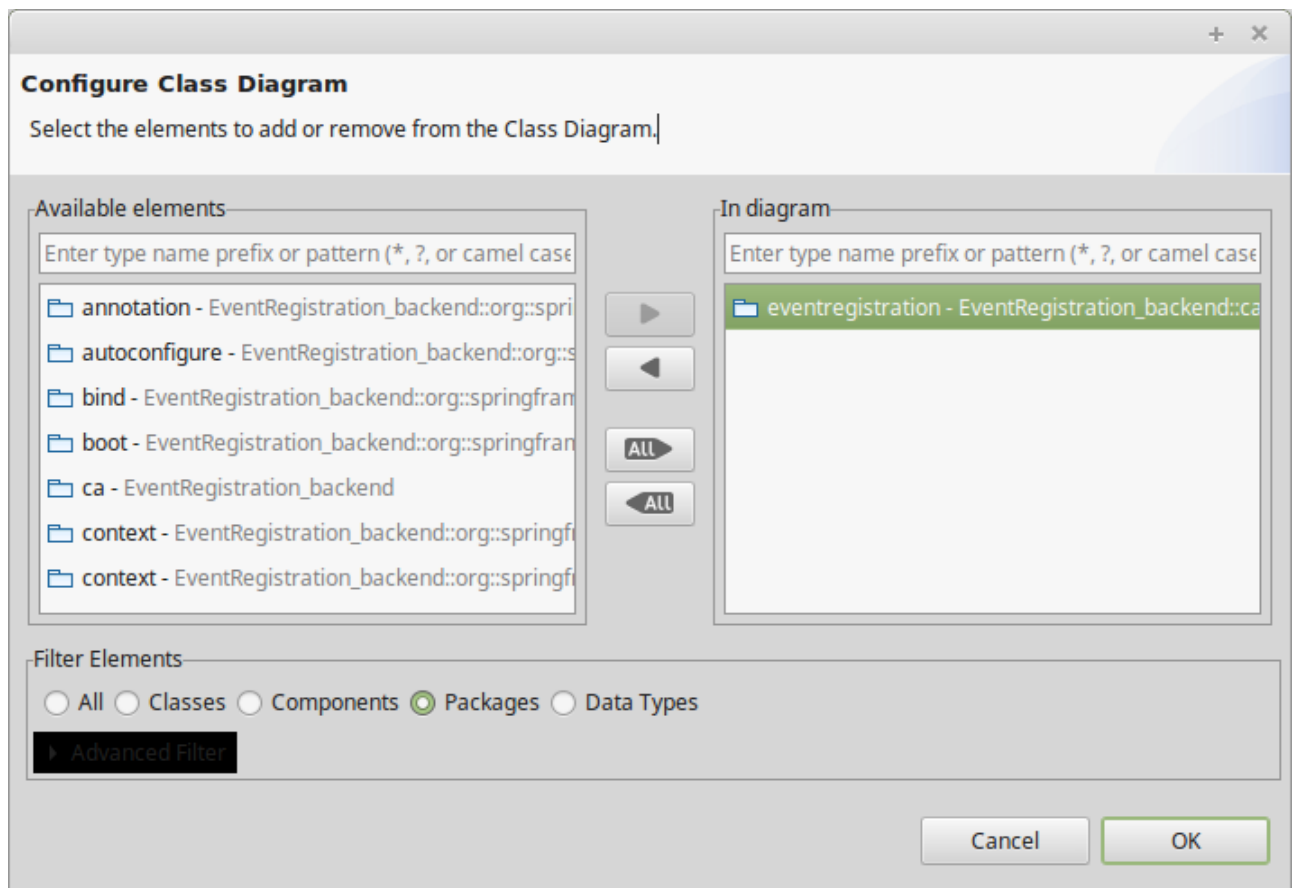 + ×
Configure Class Diagram
Select the elements to add or remove from the Class Diagram.
Available elements
Enter type name prefix or pattern (*, ?, or camel case
annotation - EventRegistration_backend::org::spri
autoconfigure - EventRegistration_backend::org::s
bind - EventRegistration_backend::org::springfram
boot - EventRegistration_backend::org::springfran
ca - EventRegistration_backend
context - EventRegistration_backend::org::springfr
context - EventRegistration_backend::org::springfr
All
All
In diagram
Enter type name prefix or pattern (*, ?, or camel case
eventregistration - EventRegistration_backend::ca
Filter Elements
All Classes Components Packages Data Types
Advanced Filter
Cancel OK